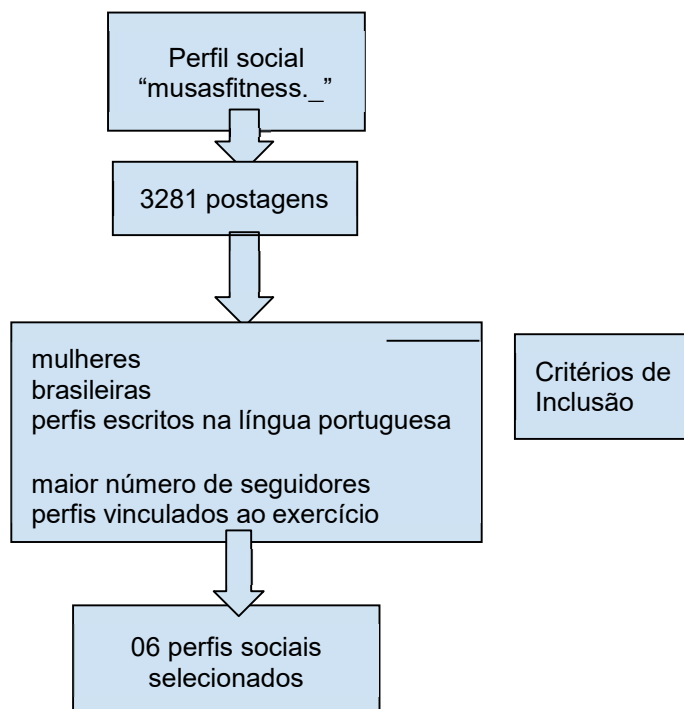 Perfil social
“musasfitness._”
3281 postagens
mulheres
brasileiras
perfis escritos na língua portuguesa
maior número de seguidores
perfis vinculados ao exercício
Critérios de
Inclusão
06 perfis sociais
selecionados